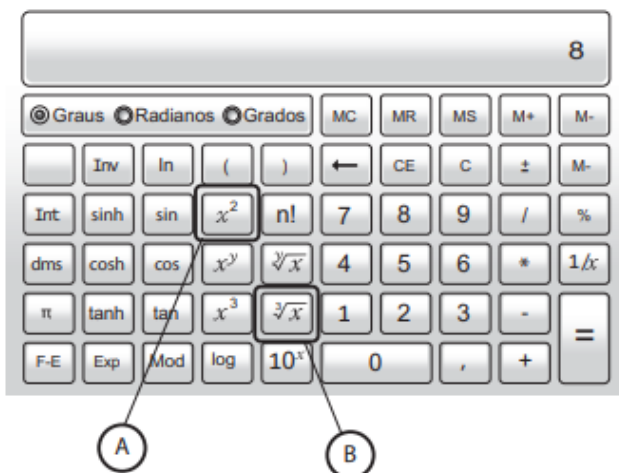 8
Graus Radianos Grados MC MR MS M+ M-
Inv ln ( ) ← CE C ± M-
Int sinh sin x² n! 7 8 9 / %
dms cosh cos xʸ ʸ√x 4 5 6 * 1/x
π tanh tan x³ ³√x 1 2 3 - =
F-E Exp Mod log 10ˣ 0 , +
A B